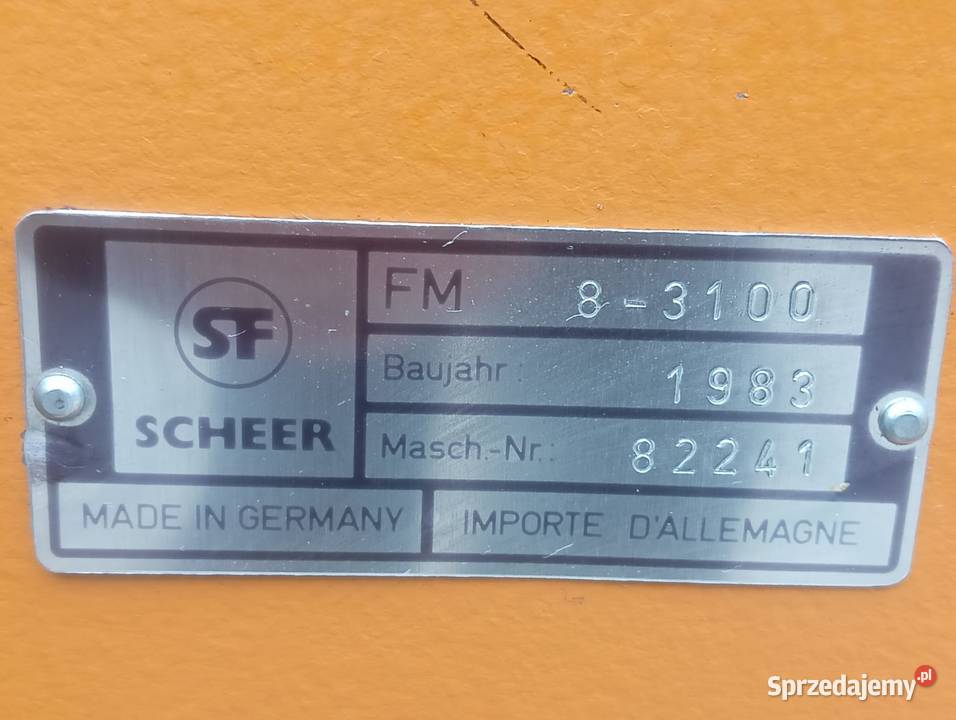 SF
SCHEER
FM 8-3100
Baujahr: 1983
Masch.-Nr.: 82241
MADE IN GERMANY
IMPORTE D'ALLEMAGNE
Sprzedajemy.pl